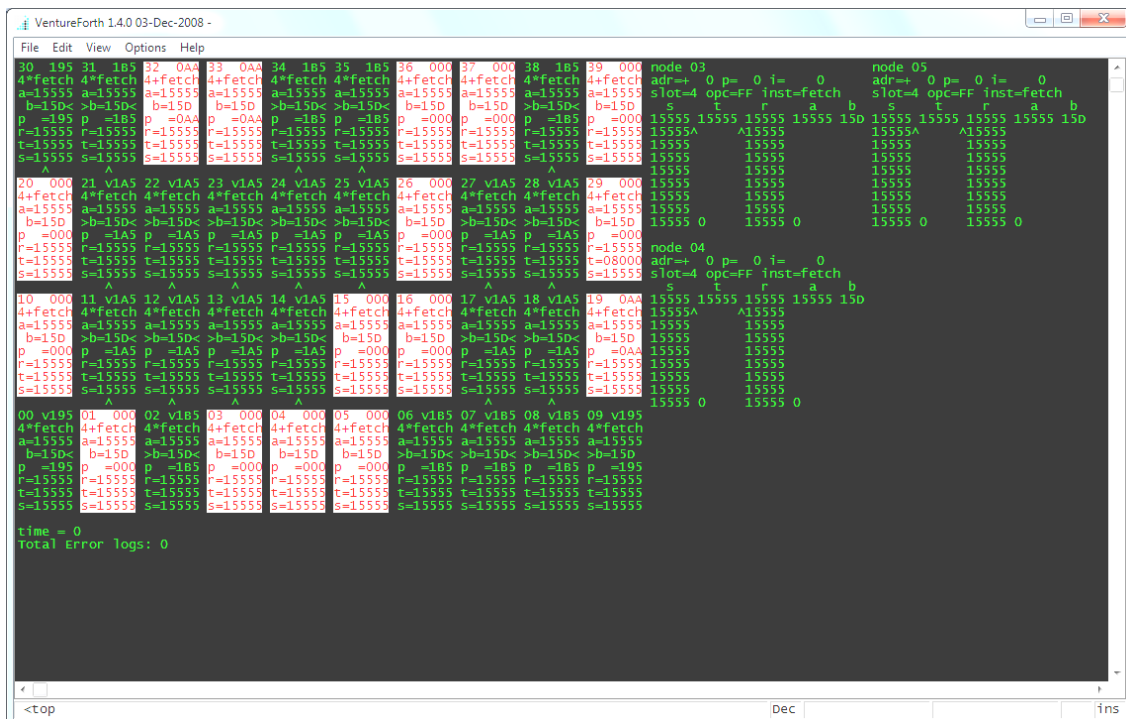 VentureForth 1.4.0 03-Dec-2008 -
File Edit View Options Help
30 195 31 1B5 32 0AA 33 0AA 34 1B5 35 1B5 36 000 37 000 38 1B5 39 000 node 03 node 05
4*fetch 4*fetch 4+fetch 4+fetch 4*fetch 4*fetch 4+fetch 4+fetch 4*fetch 4+fetch adr=+ 0 p= 0 i= 0 adr=+ 0 p= 0 i= 0
a=15555 a=15555 a=15555 a=15555 a=15555 a=15555 a=15555 a=15555 a=15555 a=15555 slot=4 opc=FF inst=fetch slot=4 opc=FF inst=fetch
b=15D< >b=15D< b=15D b=15D >b=15D< >b=15D< b=15D b=15D >b=15D< b=15D s t r a b s t r a b
p =195 p =1B5 p =0AA p =0AA p =1B5 p =1B5 p =000 p =000 p =1B5 p =000 15555 15555 15555 15555 15D 15555 15555 15555 15555 15D
r=15555 r=15555 r=15555 r=15555 r=15555 r=15555 r=15555 r=15555 r=15555 r=15555 15555^ ^15555 15555^ ^15555
t=15555 t=15555 t=15555 t=15555 t=15555 t=15555 t=15555 t=15555 t=15555 t=15555 15555 15555 15555 15555
s=15555 s=15555 s=15555 s=15555 s=15555 s=15555 s=15555 s=15555 s=15555 s=15555 15555 15555 15555 15555
^ ^ ^ ^ ^ 15555 15555 15555 15555
20 000 21 v1A5 22 v1A5 23 v1A5 24 v1A5 25 v1A5 26 000 27 v1A5 28 v1A5 29 000 15555 15555 15555 15555
4+fetch 4*fetch 4*fetch 4*fetch 4*fetch 4*fetch 4+fetch 4*fetch 4*fetch 4+fetch 15555 15555 15555 15555
a=15555 a=15555 a=15555 a=15555 a=15555 a=15555 a=15555 a=15555 a=15555 a=15555 15555 15555 15555 15555
b=15D >b=15D< >b=15D< >b=15D< >b=15D< >b=15D< b=15D >b=15D< >b=15D< b=15D 15555 0 15555 0 15555 0 15555 0
p =000 p =1A5 p =1A5 p =1A5 p =1A5 p =1A5 p =000 p =1A5 p =1A5 p =000
r=15555 r=15555 r=15555 r=15555 r=15555 r=15555 r=15555 r=15555 r=15555 r=15555 node 04
t=15555 t=15555 t=15555 t=15555 t=15555 t=15555 t=15555 t=15555 t=15555 t=08000 adr=+ 0 p= 0 i= 0
s=15555 s=15555 s=15555 s=15555 s=15555 s=15555 s=15555 s=15555 s=15555 s=15555 slot=4 opc=FF inst=fetch
^ ^ ^ ^ ^ ^ s t r a b
10 000 11 v1A5 12 v1A5 13 v1A5 14 v1A5 15 000 16 000 17 v1A5 18 v1A5 19 0AA 15555 15555 15555 15555 15D
4+fetch 4*fetch 4*fetch 4*fetch 4*fetch 4+fetch 4+fetch 4*fetch 4*fetch 4+fetch 15555^ ^15555
a=15555 a=15555 a=15555 a=15555 a=15555 a=15555 a=15555 a=15555 a=15555 a=15555 15555 15555
b=15D >b=15D< >b=15D< >b=15D< >b=15D< b=15D b=15D >b=15D< >b=15D< b=15D 15555 15555
p =000 p =1A5 p =1A5 p =1A5 p =1A5 p =000 p =000 p =1A5 p =1A5 p =0AA 15555 15555
r=15555 r=15555 r=15555 r=15555 r=15555 r=15555 r=15555 r=15555 r=15555 r=15555 15555 15555
t=15555 t=15555 t=15555 t=15555 t=15555 t=15555 t=15555 t=15555 t=15555 t=15555 15555 15555
s=15555 s=15555 s=15555 s=15555 s=15555 s=15555 s=15555 s=15555 s=15555 s=15555 15555 15555
^ ^ ^ ^ ^ ^ 15555 0 15555 0
00 v195 01 000 02 v1B5 03 000 04 000 05 000 06 v1B5 07 v1B5 08 v1B5 09 v195
4*fetch 4+fetch 4*fetch 4+fetch 4+fetch 4+fetch 4*fetch 4*fetch 4*fetch 4*fetch
a=15555 a=15555 a=15555 a=15555 a=15555 a=15555 a=15555 a=15555 a=15555 a=15555
b=15D< b=15D >b=15D< b=15D b=15D b=15D >b=15D< >b=15D< >b=15D< >b=15D
p =195 p =000 p =1B5 p =000 p =000 p =000 p =1B5 p =1B5 p =1B5 p =195
r=15555 r=15555 r=15555 r=15555 r=15555 r=15555 r=15555 r=15555 r=15555 r=15555
t=15555 t=15555 t=15555 t=15555 t=15555 t=15555 t=15555 t=15555 t=15555 t=15555
s=15555 s=15555 s=15555 s=15555 s=15555 s=15555 s=15555 s=15555 s=15555 s=15555
time = 0
Total Error logs: 0
<top Dec ins